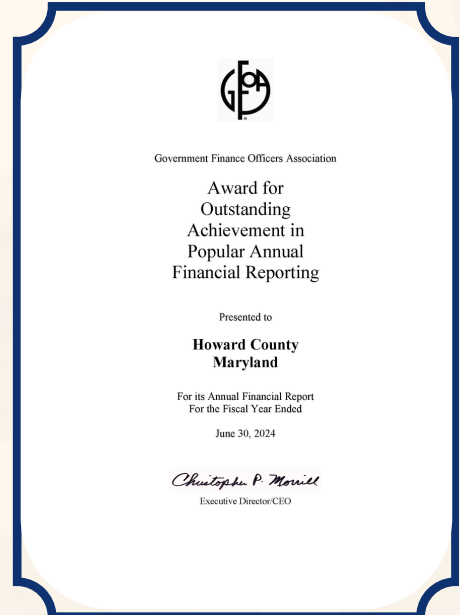 GFOA
Government Finance Officers Association
Award for
Outstanding
Achievement in
Popular Annual
Financial Reporting
Presented to
Howard County
Maryland
For its Annual Financial Report
For the Fiscal Year Ended
June 30, 2024
Christopher P. Morrill
Executive Director/CEO